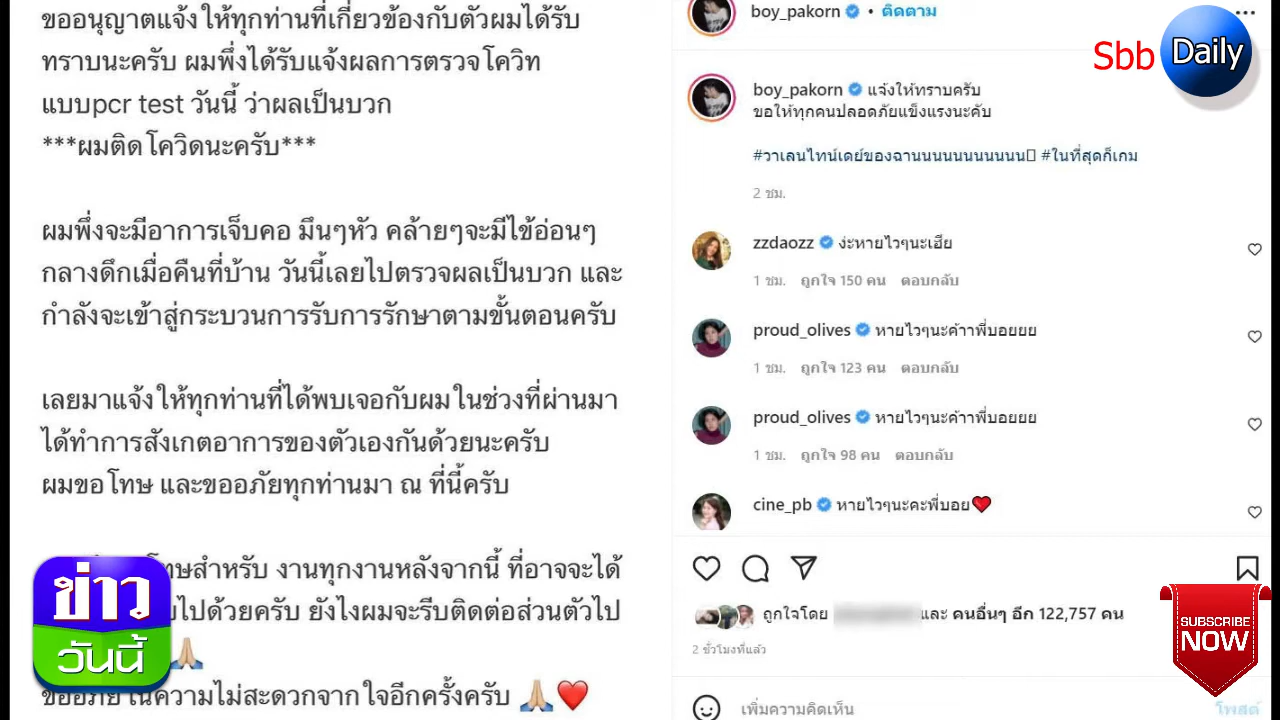 ขออนุญาตแจ้งให้ทุกท่านที่เกี่ยวข้องกับตัวผมได้รับ
ทราบนะครับ ผมพึ่งได้รับแจ้งผลการตรวจโควิท
แบบpcr test วันนี้ ว่าผลเป็นบวก
***ผมติดโควิดนะครับ***
ผมพึ่งจะมีอาการเจ็บคอ มึนๆหัว คล้ายๆจะมีไข้อ่อนๆ
กลางดึกเมื่อคืนที่บ้าน วันนี้เลยไปตรวจผลเป็นบวก และ
กำลังจะเข้าสู่กระบวนการรับการรักษาตามขั้นตอนครับ
เลยมาแจ้งให้ทุกท่านที่ได้พบเจอกับผมในช่วงที่ผ่านมา
ได้ทำการสังเกตอาการของตัวเองกันด้วยนะครับ
ผมขอโทษ และขออภัยทุกท่านมา ณ ที่นี้ครับ
โทษสำหรับ งานทุกงานหลังจากนี้ ที่อาจจะได้
ไปด้วยครับ ยังไงผมจะรีบติดต่อส่วนตัวไป
🙏🏼
ขออภัยในความไม่สะดวกจากใจอีกครั้งครับ 🙏🏼❤️
ข่าว
วันนี้
boy_pakorn • ติดตาม
Sbb Daily
boy_pakorn แจ้งให้ทราบครับ
ขอให้ทุกคนปลอดภัยแข็งแรงนะคับ
#วาเลนไทน์เดย์ของฉานนนนนนนนนนน▯ #ในที่สุดก็เกม
2 ชม.
zzdaozz ง่ะหายไวๆนะเฮีย
1 ชม. ถูกใจ 150 คน ตอบกลับ
proud_olives หายไวๆนะค้าาพี่บอยยยย
1 ชม. ถูกใจ 123 คน ตอบกลับ
proud_olives หายไวๆนะค้าาพี่บอยยยย
1 ชม. ถูกใจ 98 คน ตอบกลับ
cine_pb หายไวๆนะคะพี่บอย❤️
ถูกใจโดย และ คนอื่นๆ อีก 122,757 คน
2 ชั่วโมงที่แล้ว
เพิ่มความคิดเห็น
โพสต์
SUBSCRIBE
NOW